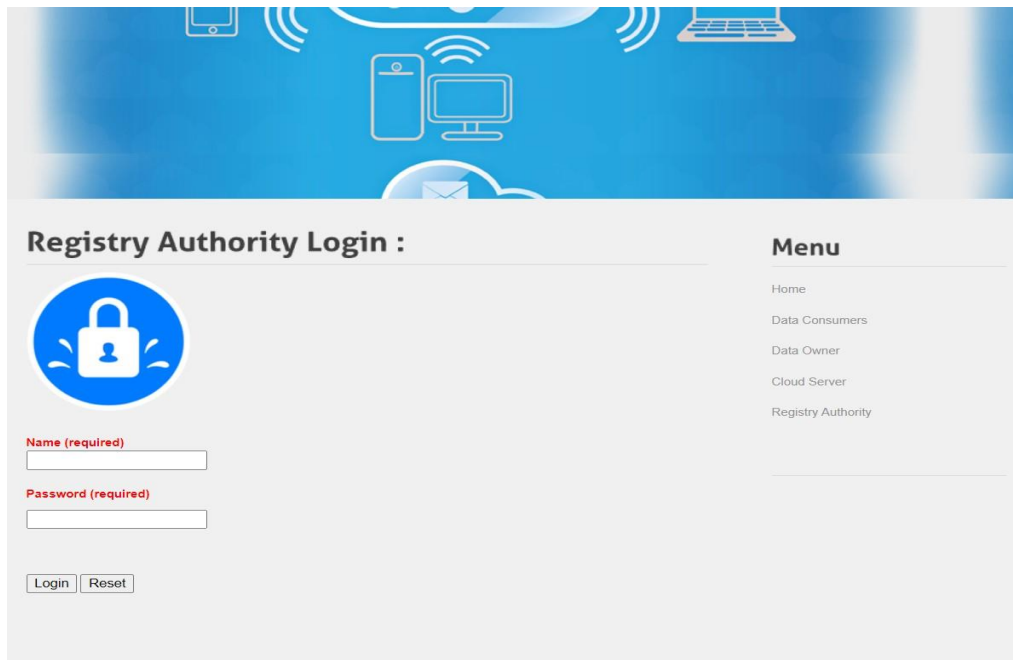 Registry Authority Login :
Name (required)
Password (required)
Login Reset
Menu
Home
Data Consumers
Data Owner
Cloud Server
Registry Authority